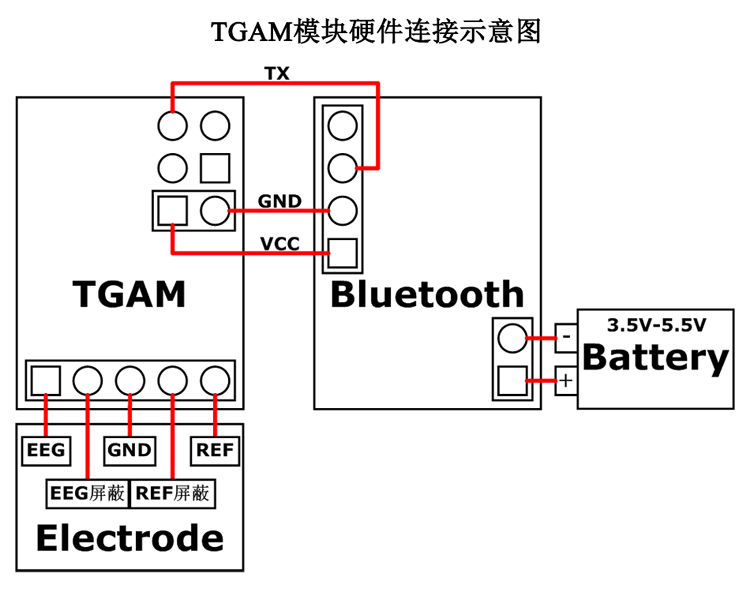 TGAM模块硬件连接示意图
TX
GND
VCC
TGAM
Bluetooth
3.5V-5.5V
-
Battery
+
EEG
GND
REF
EEG屏蔽
REF屏蔽
Electrode